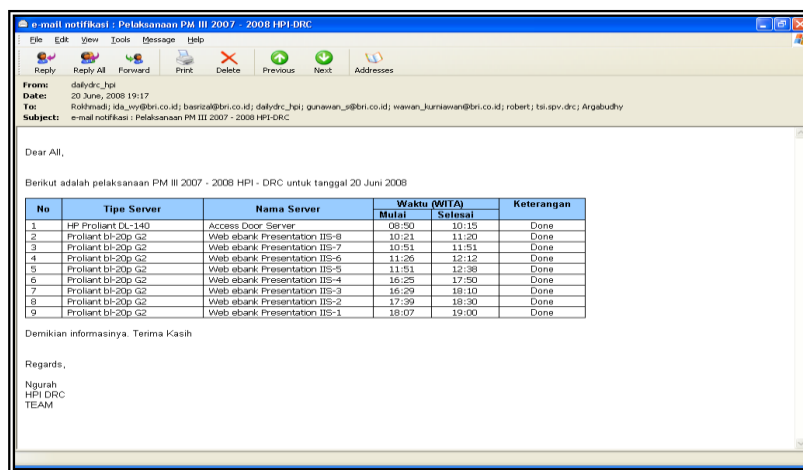 e-mail notifikasi : Pelaksanaan PM III 2007 - 2008 HPI-DRC
File Edit View Tools Message Help
Reply Reply All Forward Print Delete Previous Next Addresses
From: dailydrc_hpi
Date: 20 June, 2008 19:17
To: Rokhmadi; ida_wy@bri.co.id; basrizal@bri.co.id; dailydrc_hpi; gunawan_s@bri.co.id; wawan_kurniawan@bri.co.id; robert; tsi.spv.drc; Argabudhy
Subject: e-mail notifikasi : Pelaksanaan PM III 2007 - 2008 HPI-DRC
Dear All,
Berikut adalah pelaksanaan PM III 2007 - 2008 HPI - DRC untuk tanggal 20 Juni 2008
No Tipe Server Nama Server Waktu (WITA) Keterangan
Mulai Selesai
1 HP Proliant DL-140 Access Door Server 08:50 10:15 Done
2 Proliant bl-20p G2 Web ebank Presentation IIS-8 10:21 11:20 Done
3 Proliant bl-20p G2 Web ebank Presentation IIS-7 10:51 11:51 Done
4 Proliant bl-20p G2 Web ebank Presentation IIS-6 11:26 12:12 Done
5 Proliant bl-20p G2 Web ebank Presentation IIS-5 11:51 12:38 Done
6 Proliant bl-20p G2 Web ebank Presentation IIS-4 16:25 17:50 Done
7 Proliant bl-20p G2 Web ebank Presentation IIS-3 16:29 18:10 Done
8 Proliant bl-20p G2 Web ebank Presentation IIS-2 17:39 18:30 Done
9 Proliant bl-20p G2 Web ebank Presentation IIS-1 18:07 19:00 Done
Demikian informasinya. Terima Kasih
Regards,
Ngurah
HPI DRC
TEAM